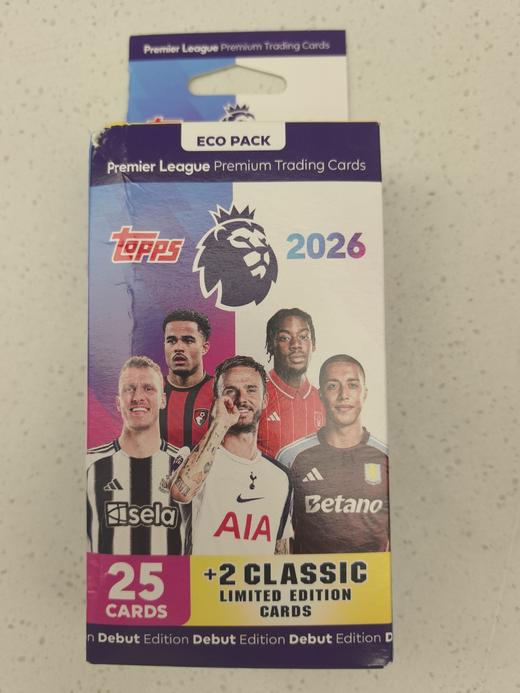 Premier League Premium Trading Cards
ECO PACK
Premier League Premium Trading Cards
Topps
2026
sela
AIA
Betano
25
CARDS
+2 CLASSIC
LIMITED EDITION
CARDS
n Debut Edition Debut Edition Debut Edition D